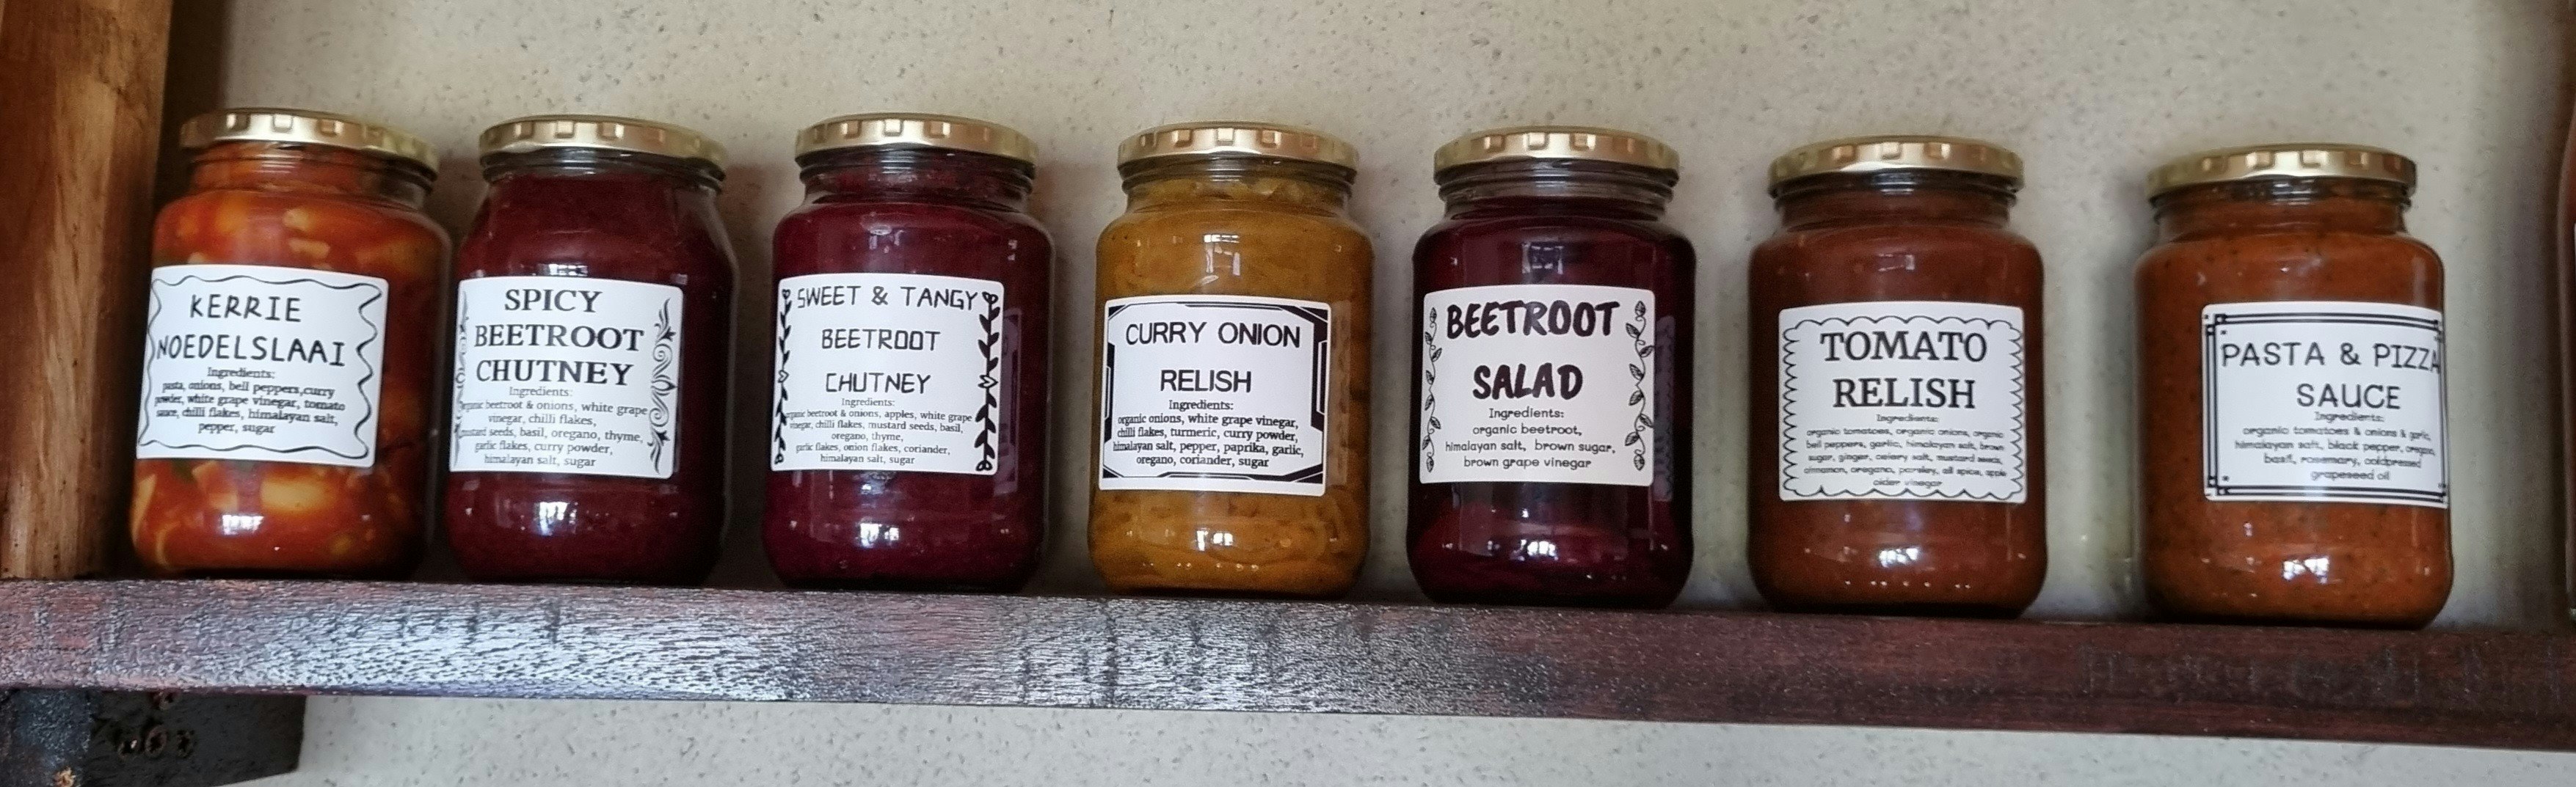 KERRIE
NOEDELSLAAI
Ingredients:
pasta, onions, bell peppers,curry
powder, white grape vinegar, tomato
sauce, chilli flakes, himalayan salt,
pepper, sugar
SPICY
BEETROOT
CHUTNEY
Ingredients:
organic beetroot & onions, white grape
vinegar, chilli flakes,
mustard seeds, basil, oregano, thyme,
garlic flakes, curry powder,
himalayan salt, sugar
SWEET & TANGY
BEETROOT
CHUTNEY
Ingredients:
organic beetroot & onions, apples, white grape
vinegar, chilli flakes, mustard seeds, basil,
oregano, thyme,
garlic flakes, onion flakes, coriander,
himalayan salt, sugar
CURRY ONION
RELISH
Ingredients:
organic onions, white grape vinegar,
chilli flakes, turmeric, curry powder,
himalayan salt, pepper, paprika, garlic,
oregano, coriander, sugar
BEETROOT
SALAD
Ingredients:
organic beetroot,
himalayan salt, brown sugar,
brown grape vinegar
TOMATO
RELISH
Ingredients:
organic tomatoes, organic onions, organic
bell peppers, garlic, himalayan salt, brown
sugar, ginger, celery salt, mustard seeds,
cinnamon, oregano, parsley, all spice, apple
cider vinegar
PASTA & PIZZA
SAUCE
Ingredients:
organic tomatoes & onions & garlic,
himalayan salt, black pepper, oregano,
basil, rosemary, coldpressed
grapeseed oil